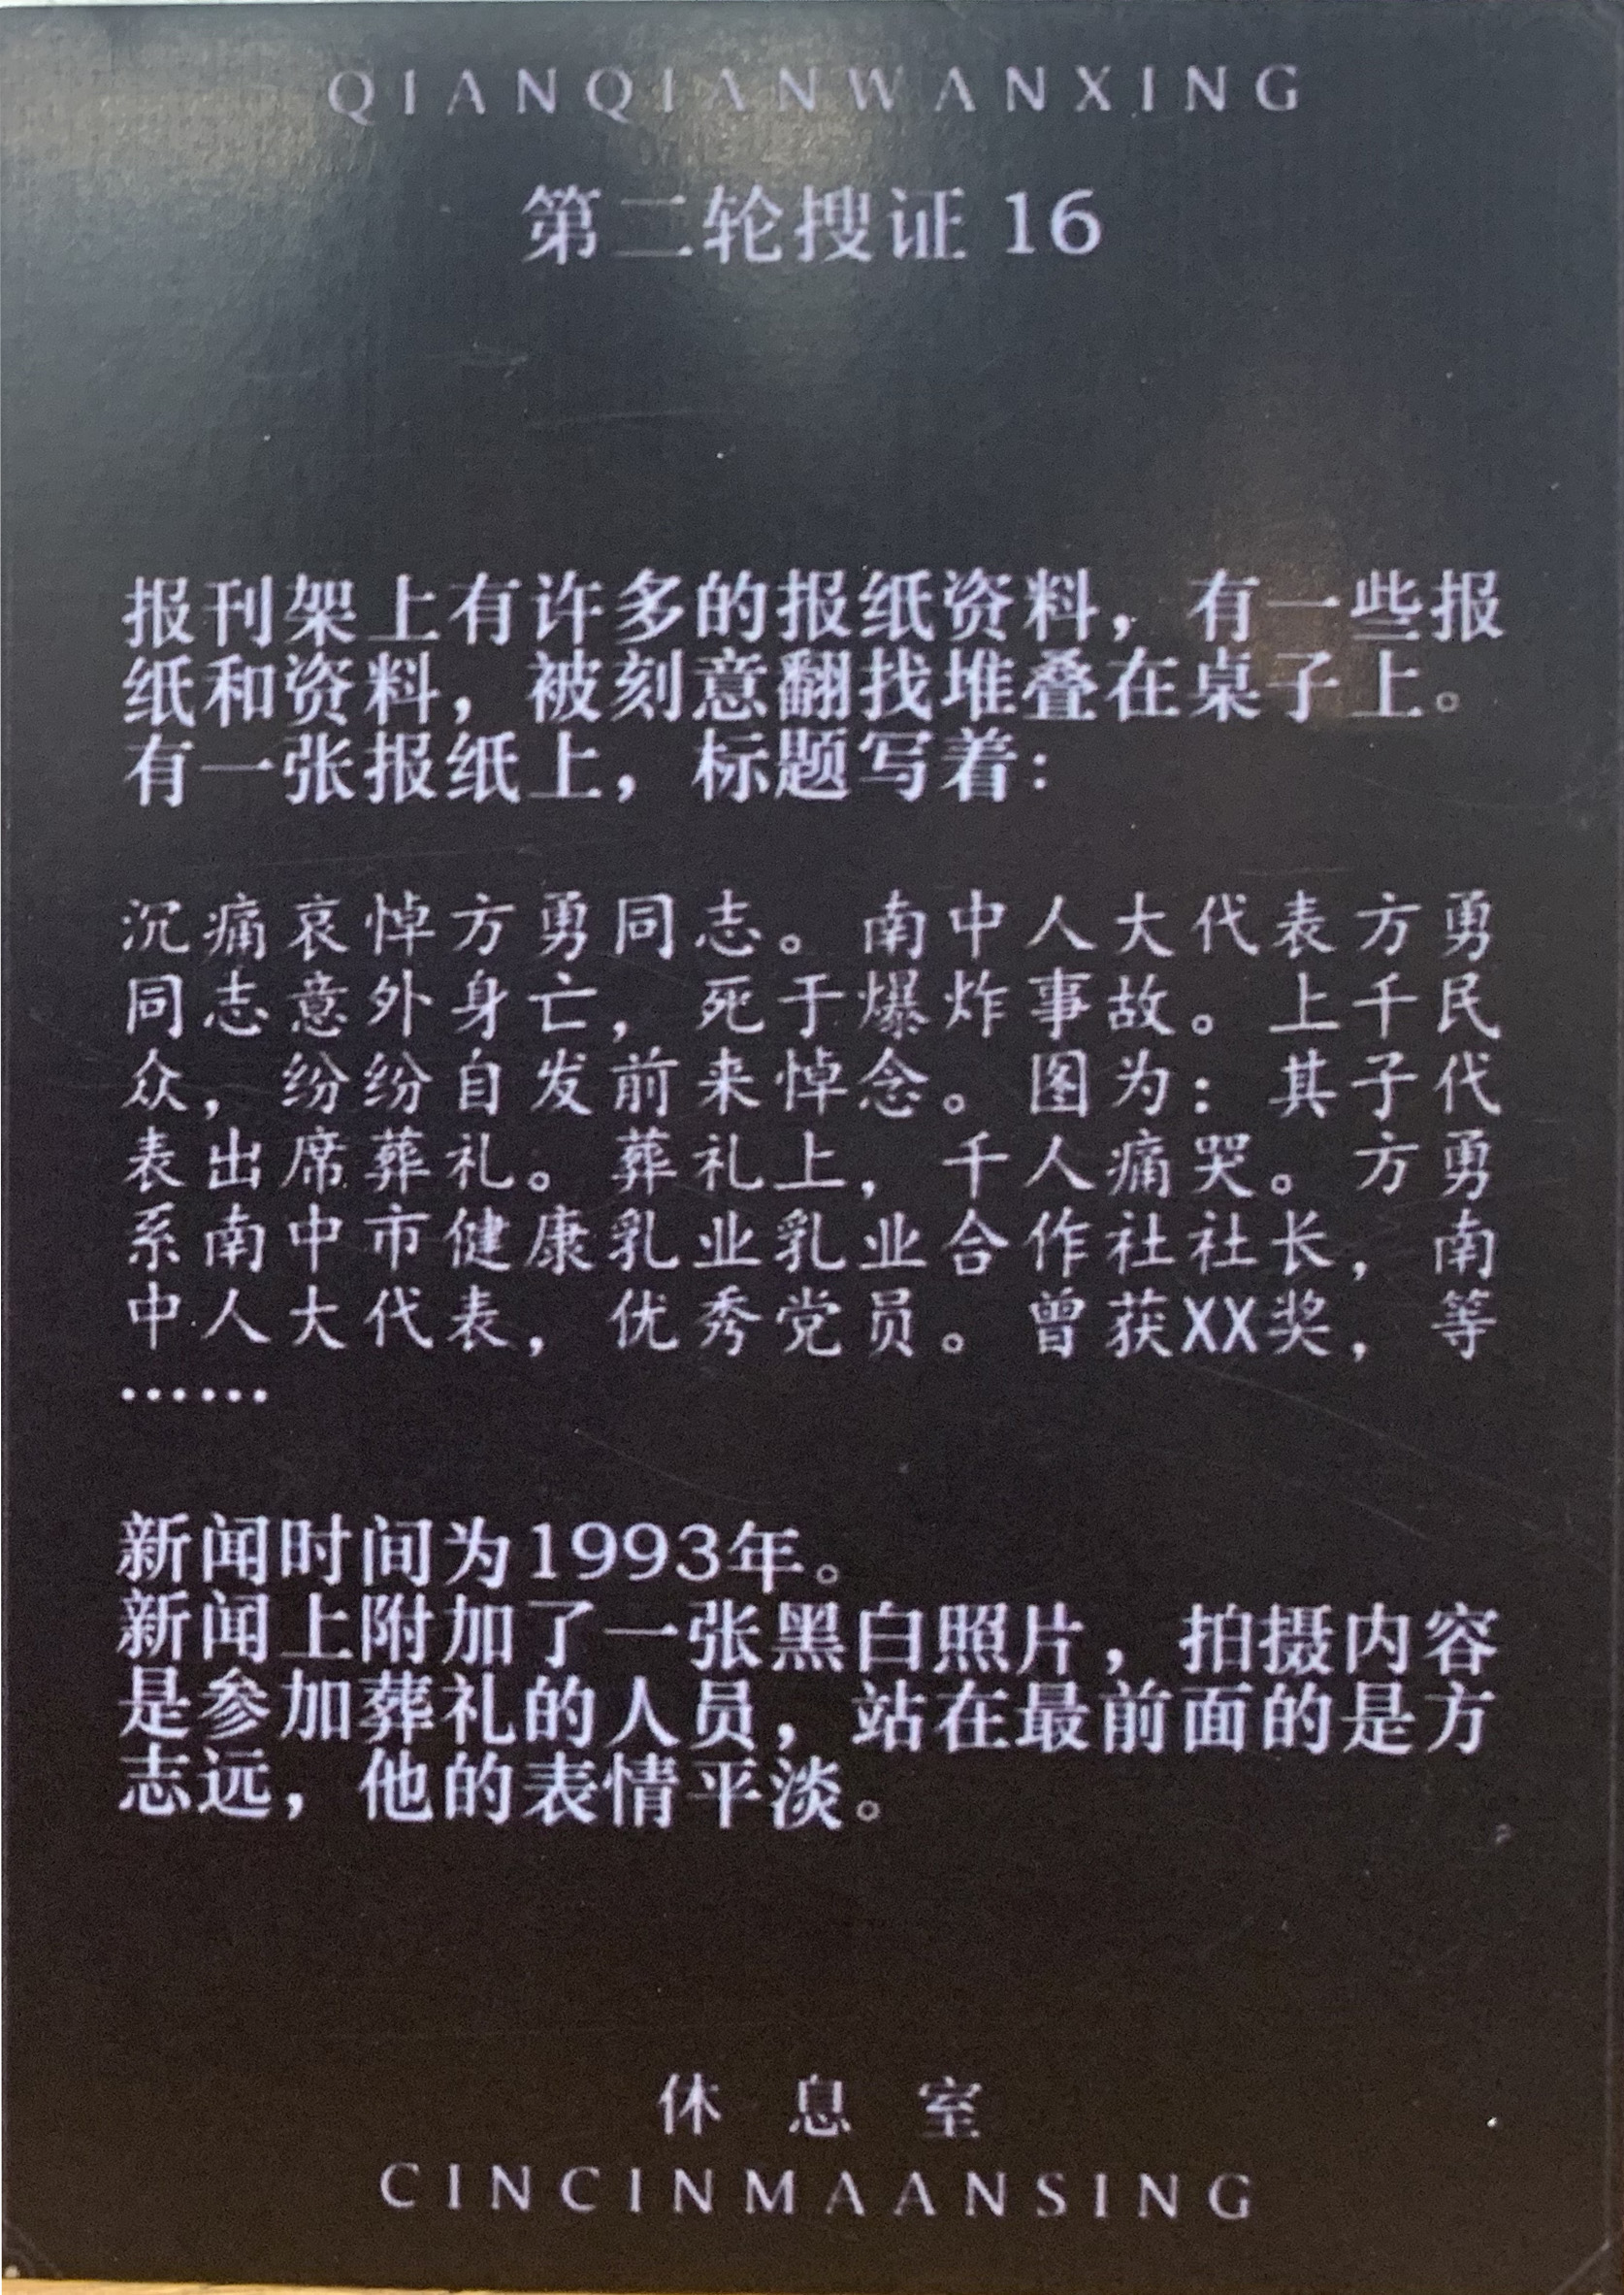 QIANQIANWANXING
第二轮搜证 16
报刊架上有许多的报纸资料，有一些报
纸和资料，被刻意翻找堆叠在桌子上。
有一张报纸上，标题写着：
沉痛哀悼方勇同志。南中人大代表方勇
同志意外身亡，死于爆炸事故。上千民
众，纷纷自发前来悼念。图为：其子代
表出席葬礼。葬礼上，千人痛哭。方勇
系南中市健康乳业乳业合作社社长，南
中人大代表，优秀党员。曾获XX奖，等
……
新闻时间为1993年。
新闻上附加了一张黑白照片，拍摄内容
是参加葬礼的人员，站在最前面的是方
志远，他的表情平淡。
休息室
CINCINMAANSING